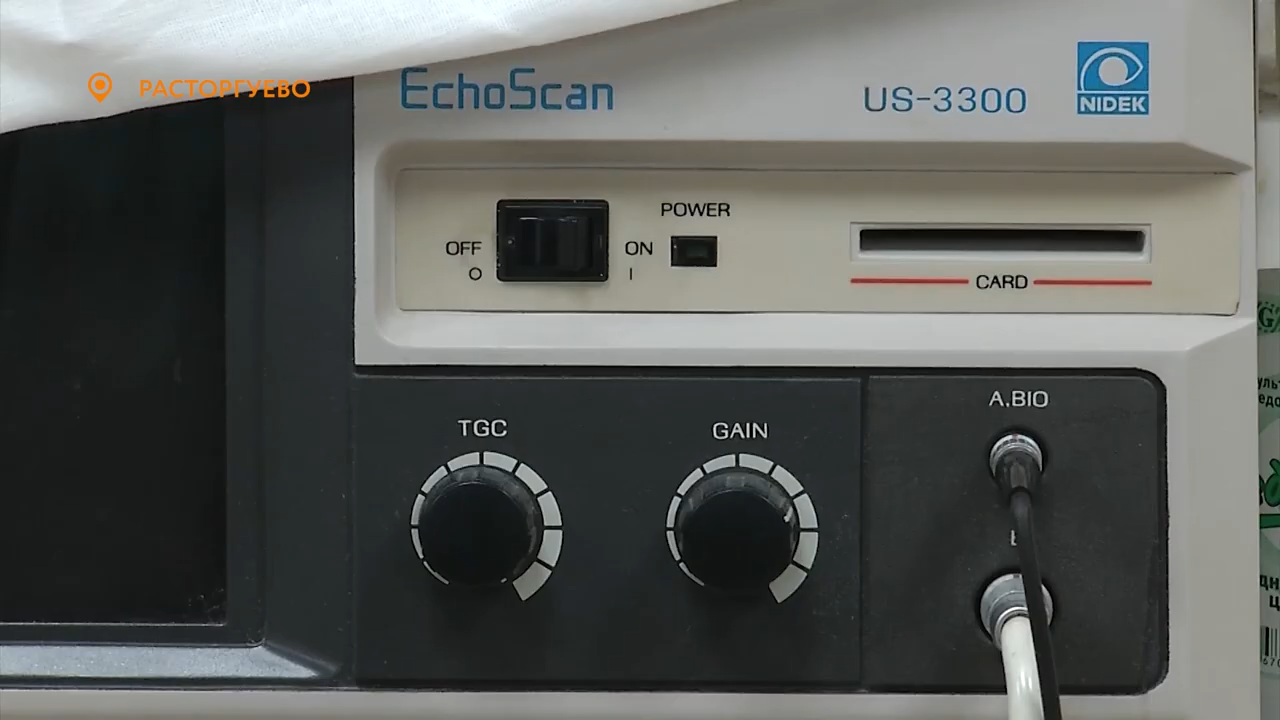 РАСТОРГУЕВО
EchoScan
US-3300
NIDEK
POWER
OFF
ON
O
I
CARD
A.BIO
TGC
GAIN